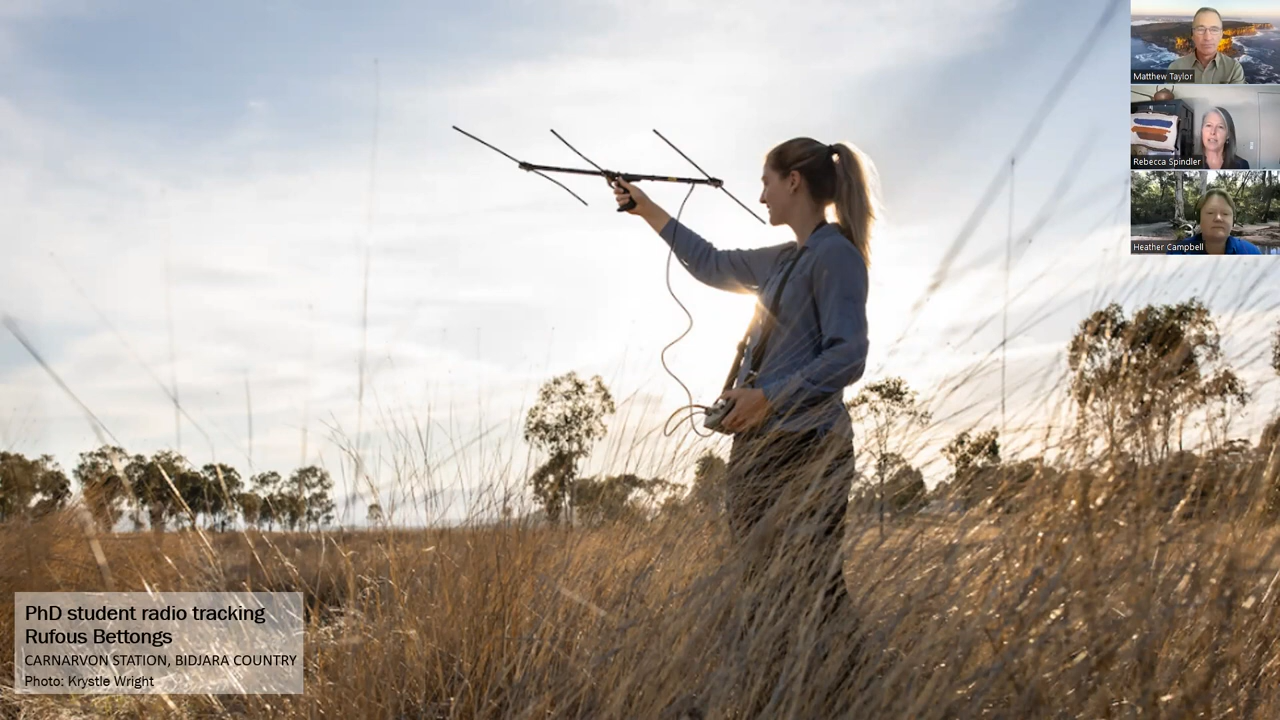 Matthew Taylor
Rebecca Spindler
Heather Campbell
PhD student radio tracking
Rufous Bettongs
CARNARVON STATION, BIDJARA COUNTRY
Photo: Krystle Wright